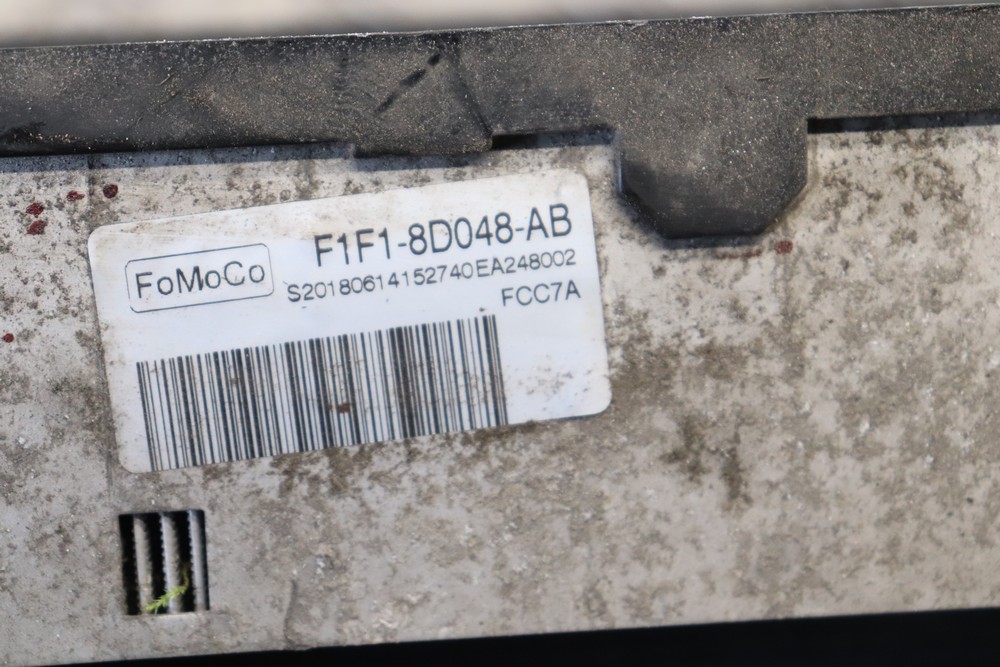 FoMoCo
F1F1-8D048-AB
S20180614152740EA248002
FCC7A